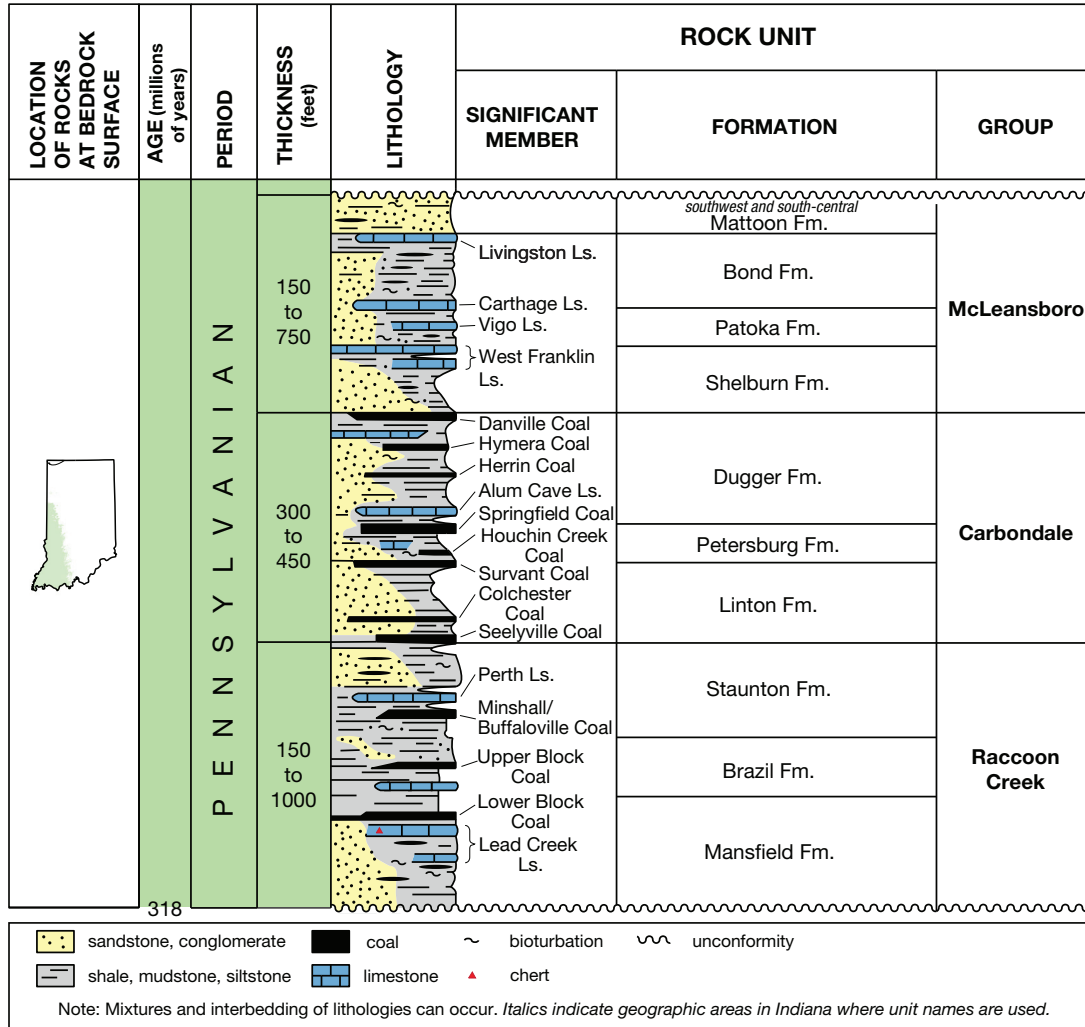 LOCATION
OF ROCKS
AT BEDROCK
SURFACE
AGE (millions
of years)
PERIOD
THICKNESS
(feet)
LITHOLOGY
ROCK UNIT
SIGNIFICANT
MEMBER
FORMATION
GROUP
318
PENNSYLVANIAN
150
to
750
300
to
450
150
to
1000
Livingston Ls.
Carthage Ls.
Vigo Ls.
West Franklin
Ls.
Danville Coal
Hymera Coal
Herrin Coal
Alum Cave Ls.
Springfield Coal
Houchin Creek
Coal
Survant Coal
Colchester
Coal
Seelyville Coal
Perth Ls.
Minshall/
Buffaloville Coal
Upper Block
Coal
Lower Block
Coal
Lead Creek
Ls.
southwest and south-central
Mattoon Fm.
Bond Fm.
Patoka Fm.
Shelburn Fm.
Dugger Fm.
Petersburg Fm.
Linton Fm.
Staunton Fm.
Brazil Fm.
Mansfield Fm.
McLeansboro
Carbondale
Raccoon
Creek
sandstone, conglomerate
coal
bioturbation
unconformity
shale, mudstone, siltstone
limestone
chert
Note: Mixtures and interbedding of lithologies can occur. Italics indicate geographic areas in Indiana where unit names are used.